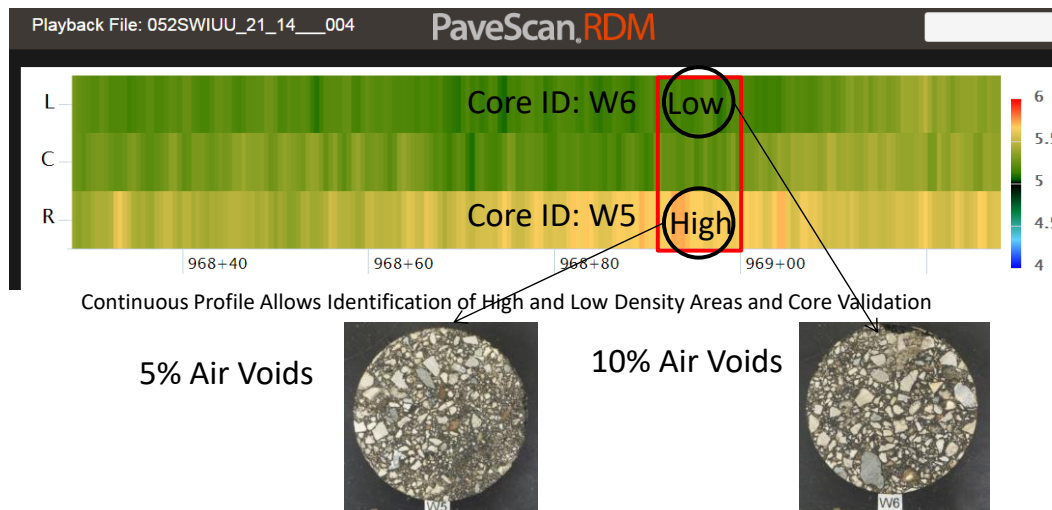 Playback File: 052SWIUU_21_14___004
PaveScan®RDM
L
Core ID: W6
Low
C
R
Core ID: W5
High
6
5.5
5
4.5
4
968+40
968+60
968+80
969+00
Continuous Profile Allows Identification of High and Low Density Areas and Core Validation
5% Air Voids
10% Air Voids
W5
W6